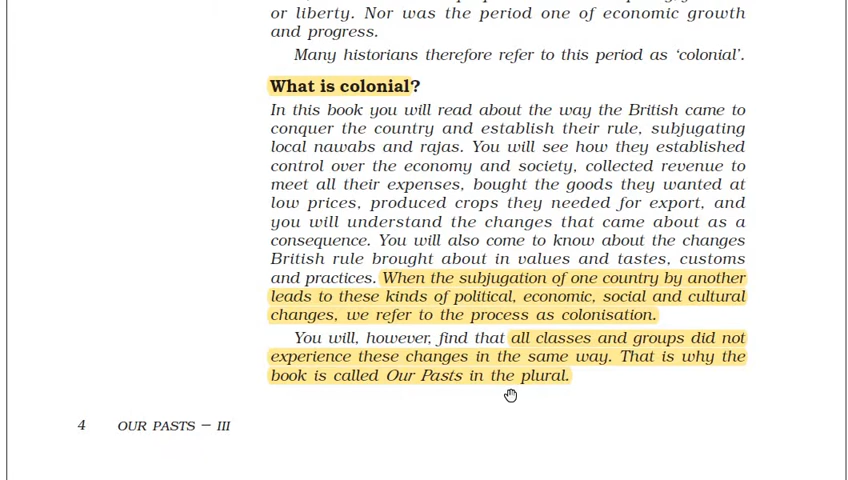 or liberty. Nor was the period one of economic growth
and progress.
Many historians therefore refer to this period as ‘colonial’.
What is colonial?
In this book you will read about the way the British came to
conquer the country and establish their rule, subjugating
local nawabs and rajas. You will see how they established
control over the economy and society, collected revenue to
meet all their expenses, bought the goods they wanted at
low prices, produced crops they needed for export, and
you will understand the changes that came about as a
consequence. You will also come to know about the changes
British rule brought about in values and tastes, customs
and practices. When the subjugation of one country by another
leads to these kinds of political, economic, social and cultural
changes, we refer to the process as colonisation.
You will, however, find that all classes and groups did not
experience these changes in the same way. That is why the
book is called Our Pasts in the plural.
4 OUR PASTS – III